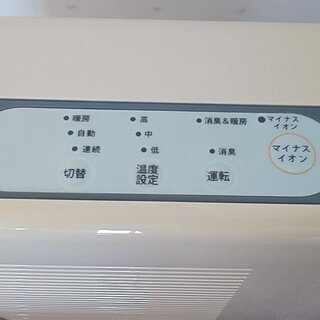 ● 暖房
● 自動
● 連続
切替
● 高
● 中
● 低
温度
設定
● 消臭&暖房
● 消臭
運転
● マイナス
イオン
マイナス
イオン